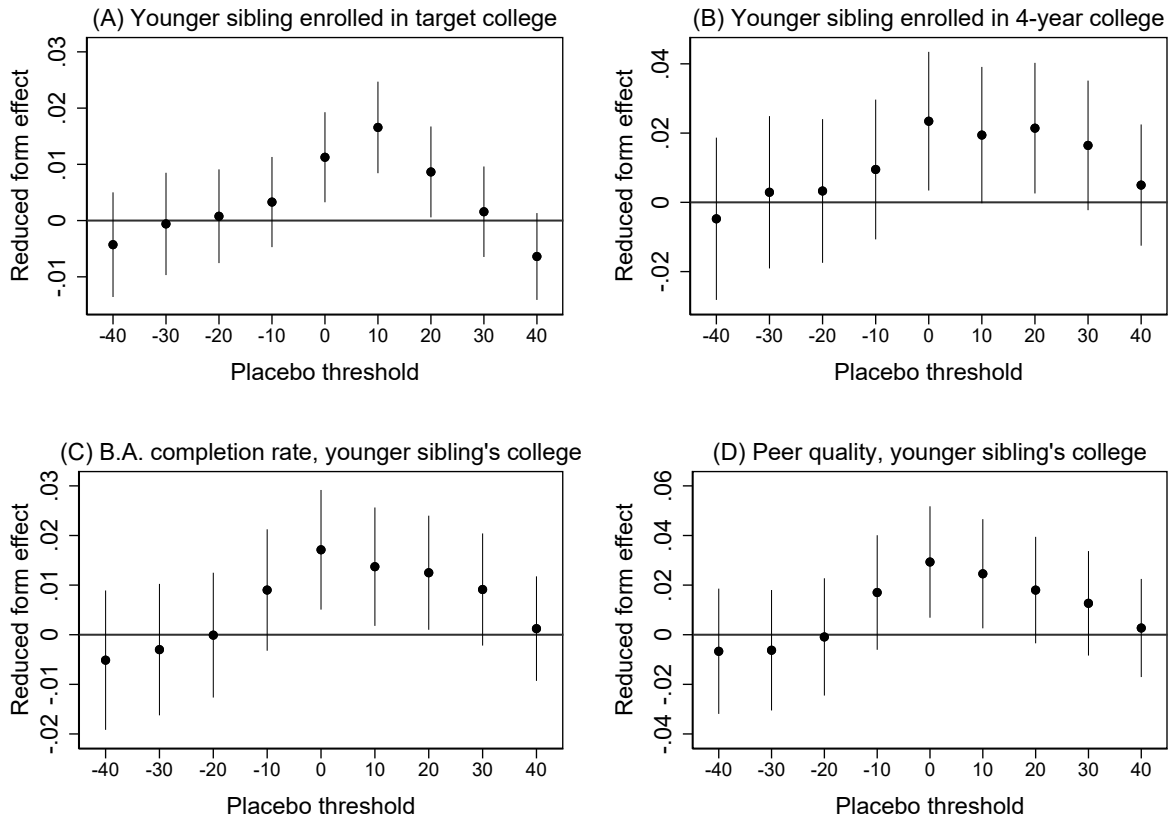 (A) Younger sibling enrolled in target college
Reduced form effect
.03
.02
.01
0
-.01
-40 -30 -20 -10 0 10 20 30 40
Placebo threshold
(B) Younger sibling enrolled in 4-year college
Reduced form effect
.04
.02
0
-.02
-40 -30 -20 -10 0 10 20 30 40
Placebo threshold
(C) B.A. completion rate, younger sibling's college
Reduced form effect
.03
.02
.01
0
-.01
-.02
-40 -30 -20 -10 0 10 20 30 40
Placebo threshold
(D) Peer quality, younger sibling's college
Reduced form effect
.06
.04
.02
0
-.02
-.04
-40 -30 -20 -10 0 10 20 30 40
Placebo threshold